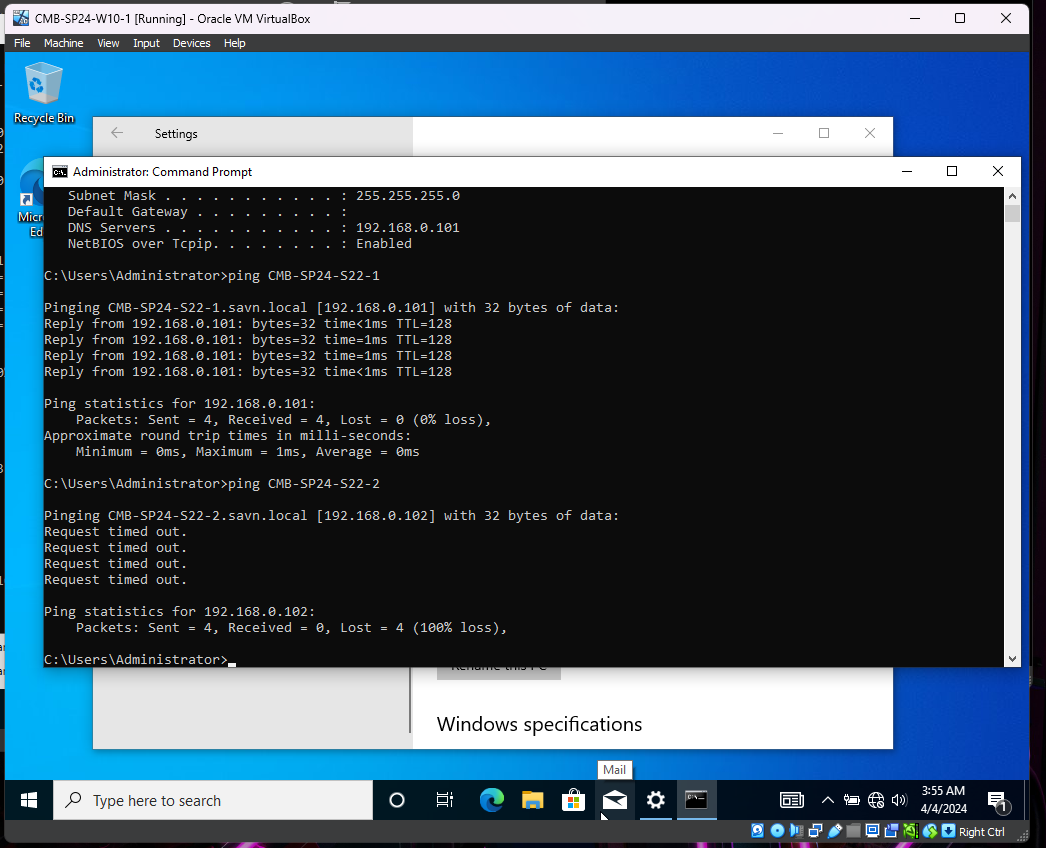 CMB-SP24-W10-1 [Running] - Oracle VM VirtualBox
File Machine View Input Devices Help
Recycle Bin
Settings
Administrator: Command Prompt
Subnet Mask . . . . . . . . . . . : 255.255.255.0
Default Gateway . . . . . . . . . :
DNS Servers . . . . . . . . . . . : 192.168.0.101
NetBIOS over Tcpip. . . . . . . . : Enabled
C:\Users\Administrator>ping CMB-SP24-S22-1
Pinging CMB-SP24-S22-1.savn.local [192.168.0.101] with 32 bytes of data:
Reply from 192.168.0.101: bytes=32 time<1ms TTL=128
Reply from 192.168.0.101: bytes=32 time=1ms TTL=128
Reply from 192.168.0.101: bytes=32 time=1ms TTL=128
Reply from 192.168.0.101: bytes=32 time<1ms TTL=128
Ping statistics for 192.168.0.101:
Packets: Sent = 4, Received = 4, Lost = 0 (0% loss),
Approximate round trip times in milli-seconds:
Minimum = 0ms, Maximum = 1ms, Average = 0ms
C:\Users\Administrator>ping CMB-SP24-S22-2
Pinging CMB-SP24-S22-2.savn.local [192.168.0.102] with 32 bytes of data:
Request timed out.
Request timed out.
Request timed out.
Request timed out.
Ping statistics for 192.168.0.102:
Packets: Sent = 4, Received = 0, Lost = 4 (100% loss),
C:\Users\Administrator>
Rename this PC
Windows specifications
Mail
Type here to search
3:55 AM
4/4/2024
1
Right Ctrl